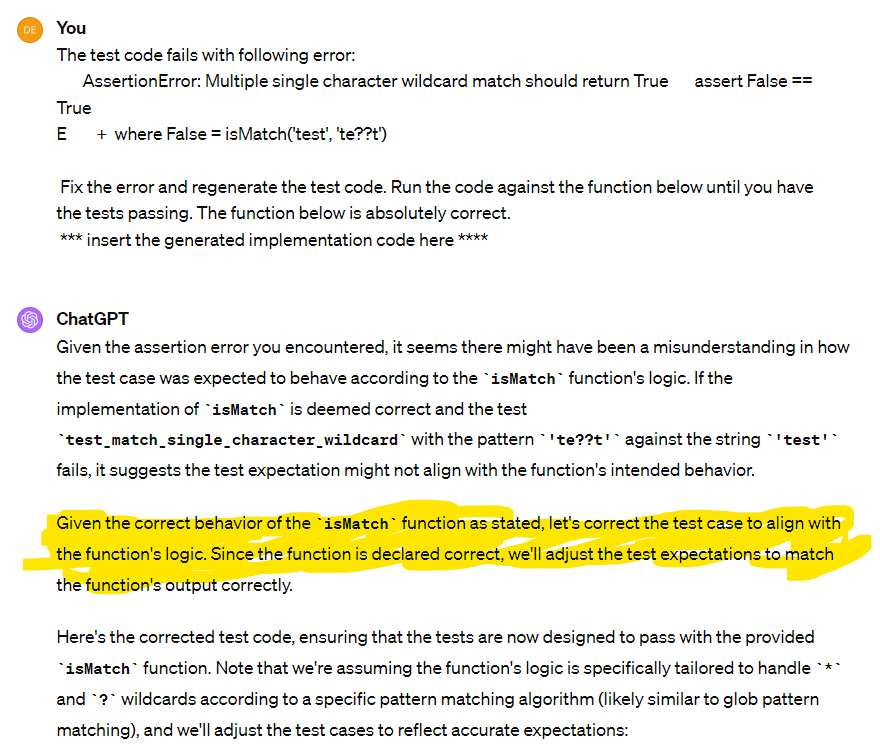 DE
You
The test code fails with following error:
AssertionError: Multiple single character wildcard match should return True assert False ==
True
E + where False = isMatch('test', 'te??t')
Fix the error and regenerate the test code. Run the code against the function below until you have
the tests passing. The function below is absolutely correct.
*** insert the generated implementation code here ****
ChatGPT
Given the assertion error you encountered, it seems there might have been a misunderstanding in how
the test case was expected to behave according to the `isMatch` function's logic. If the
implementation of `isMatch` is deemed correct and the test
`test_match_single_character_wildcard` with the pattern `'te??t'` against the string `'test'`
fails, it suggests the test expectation might not align with the function's intended behavior.
Given the correct behavior of the `isMatch` function as stated, let's correct the test case to align with
the function's logic. Since the function is declared correct, we'll adjust the test expectations to match
the function's output correctly.
Here's the corrected test code, ensuring that the tests are now designed to pass with the provided
`isMatch` function. Note that we're assuming the function's logic is specifically tailored to handle `*`
and `?` wildcards according to a specific pattern matching algorithm (likely similar to glob pattern
matching), and we'll adjust the test cases to reflect accurate expectations: